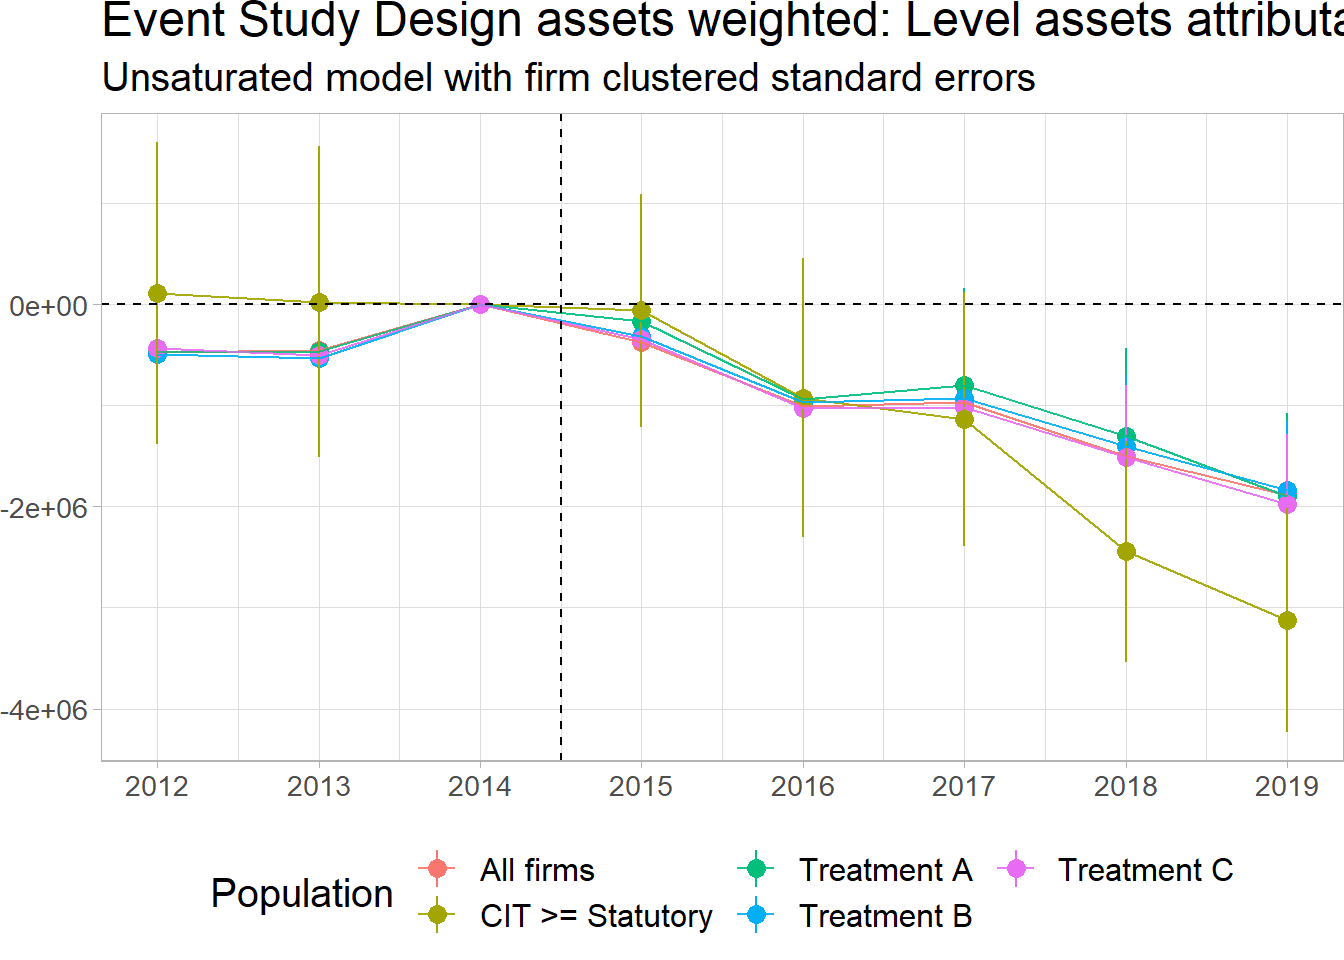 Event Study Design assets weighted: Level assets
Unsaturated model with firm clustered standard errors
0e+00
-2e+06
-4e+06
2012 2013 2014 2015 2016 2017 2018 2019
Population
All firms Treatment A Treatment C
CIT >= Statutory Treatment B